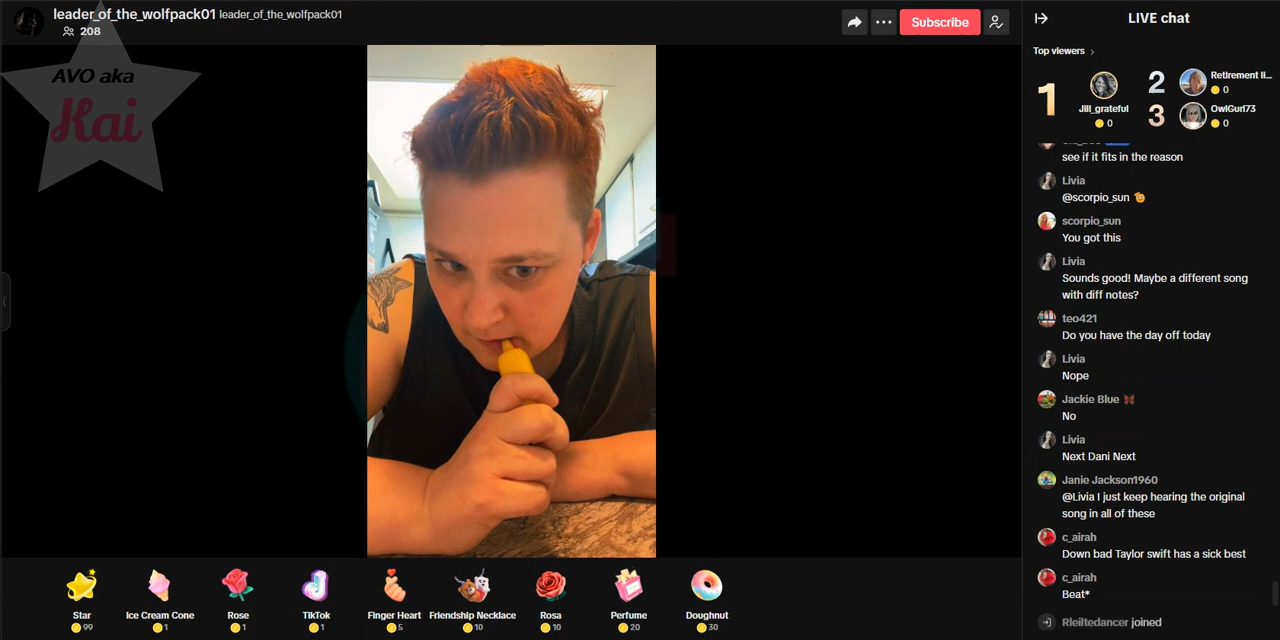 leader_of_the_wolfpack01 leader_of_the_wolfpack01
208
Subscribe
AVO aka
Kai
LIVE chat
Top viewers
1
Jill_grateful
0
2
Retirement li...
0
3
OwlGurl73
0
see if it fits in the reason
Livia
@scorpio_sun
scorpio_sun
You got this
Livia
Sounds good! Maybe a different song
with diff notes?
teo421
Do you have the day off today
Livia
Nope
Jackie Blue
No
Livia
Next Dani Next
Janie Jackson1960
@Livia I just keep hearing the original
song in all of these
c_airah
Down bad Taylor swift has a sick best
c_airah
Beat*
Rleiltedancer joined
Star
99
Ice Cream Cone
1
Rose
1
TikTok
1
Finger Heart
5
Friendship Necklace
10
Rosa
10
Perfume
20
Doughnut
30